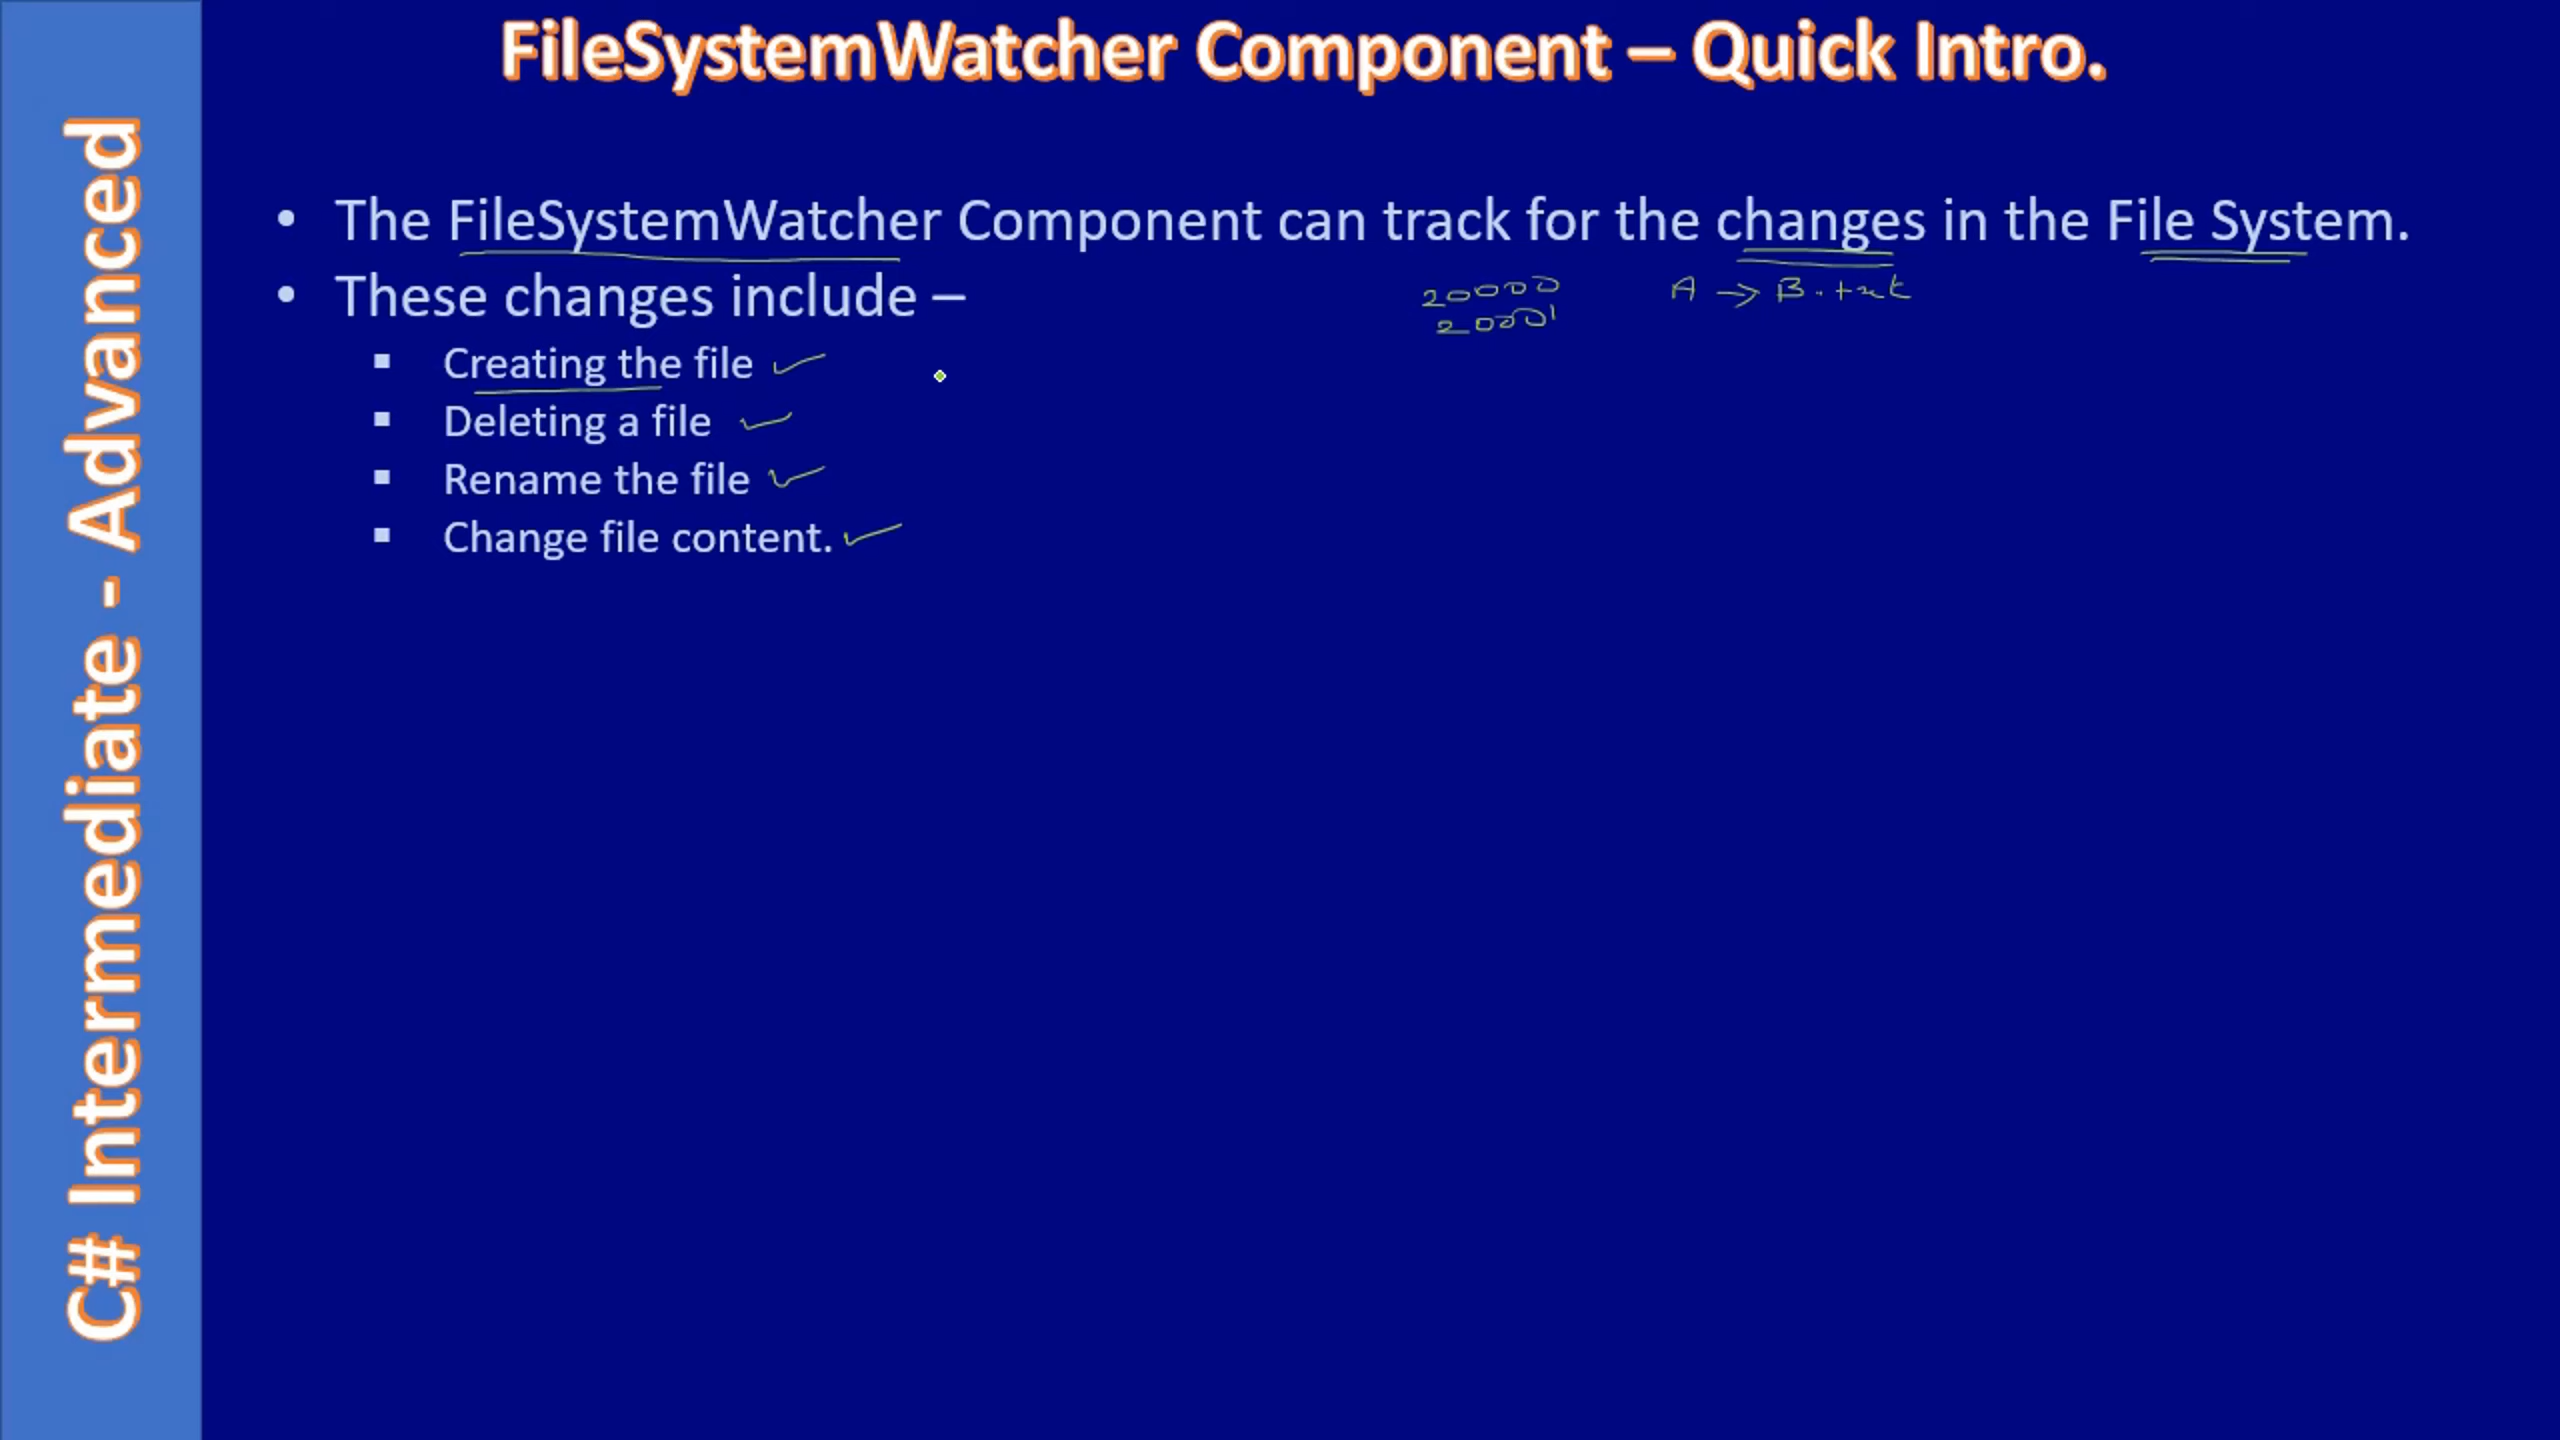 FileSystemWatcher Component – Quick Intro.
C# Intermediate - Advanced
• The FileSystemWatcher Component can track for the changes in the File System.
• These changes include –
20000
20001
A → B.txt
▪ Creating the file
▪ Deleting a file
▪ Rename the file
▪ Change file content.